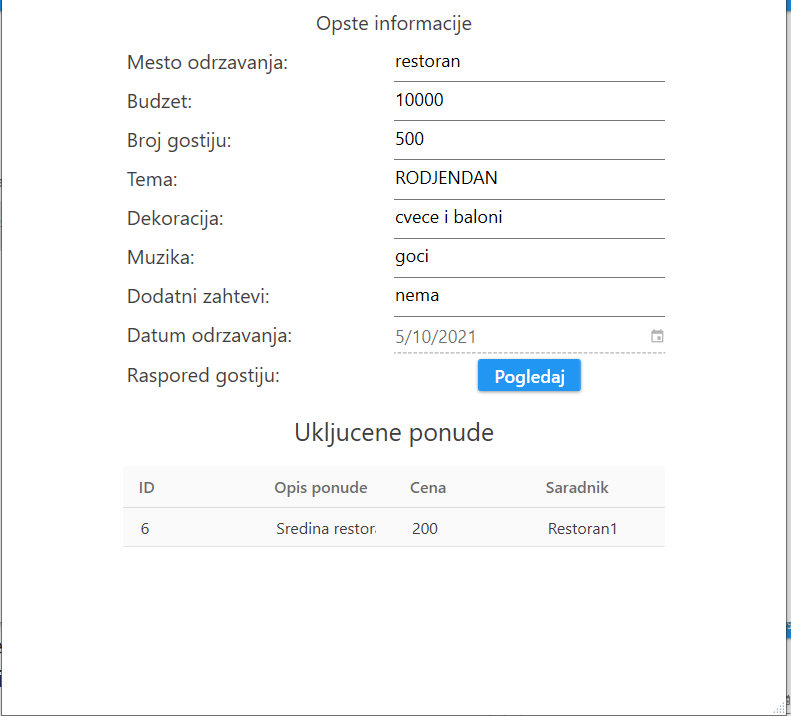 Opste informacije
Mesto odrzavanja: restoran
Budzet: 10000
Broj gostiju: 500
Tema: RODJENDAN
Dekoracija: cvece i baloni
Muzika: goci
Dodatni zahtevi: nema
Datum odrzavanja: 5/10/2021
Raspored gostiju: Pogledaj
Ukljucene ponude
ID Opis ponude Cena Saradnik
6 Sredina restor 200 Restoran1